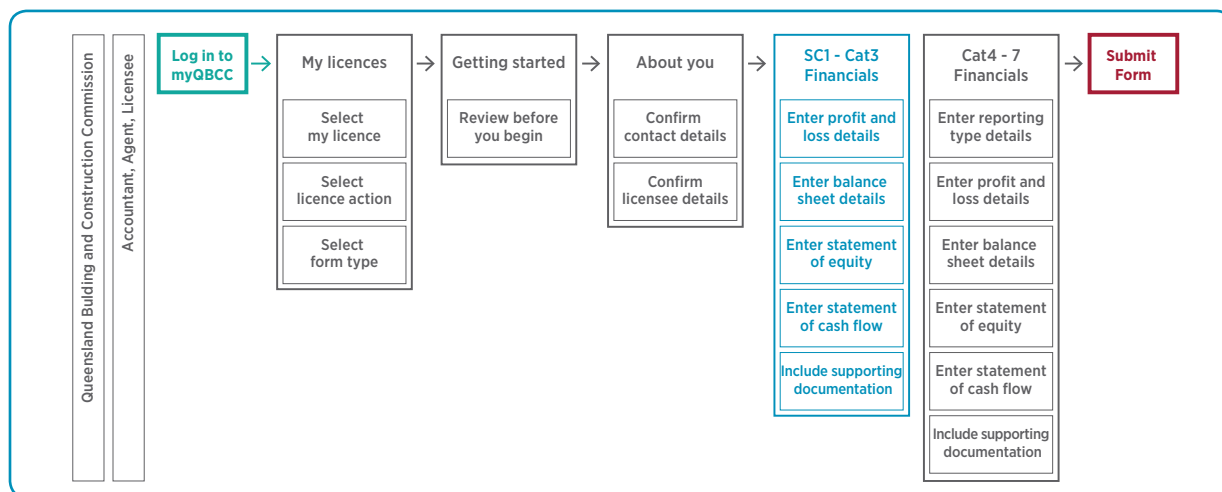 Queensland Bulding and Construction Commission
Accountant, Agent, Licensee
Log in to
myQBCC
My licences
Select
my licence
Select
licence action
Select
form type
Getting started
Review before
you begin
About you
Confirm
contact details
Confirm
licensee details
SC1 - Cat3
Financials
Enter profit and
loss details
Enter balance
sheet details
Enter statement
of equity
Enter statement
of cash flow
Include supporting
documentation
Cat4 - 7
Financials
Enter reporting
type details
Enter profit and
loss details
Enter balance
sheet details
Enter statement
of equity
Enter statement
of cash flow
Include supporting
documentation
Submit
Form